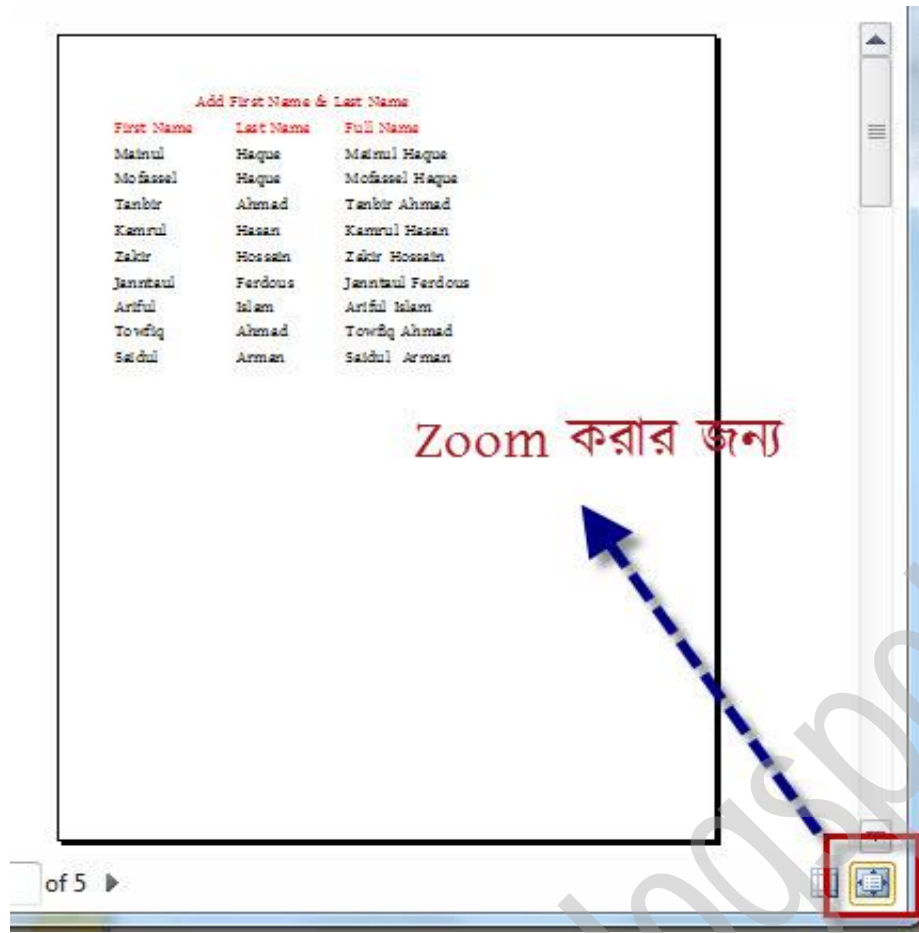 Add First Name & Last Name
First Name Last Name Full Name
Mainul Haque Mainul Haque
Mofassel Haque Mofassel Haque
Tanbir Ahmad Tanbir Ahmad
Kamrul Hasan Kamrul Hasan
Zakir Hossain Zakir Hossain
Janntaul Ferdous Janntaul Ferdous
Ariful Islam Ariful Islam
Towfiq Ahmad Towfiq Ahmad
Saidul Arman Saidul Arman
Zoom করার জন্য
of 5